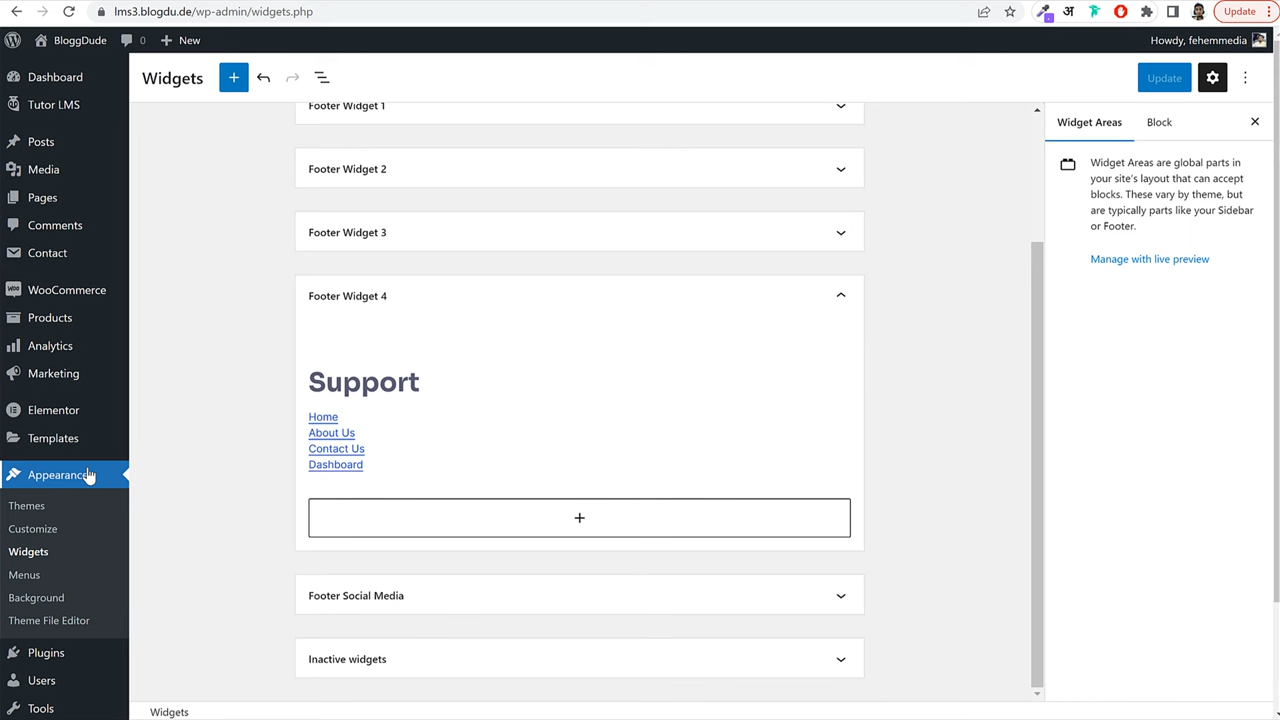 lms3.blogdu.de/wp-admin/widgets.php
अ
Update
BloggDude
0
New
Howdy, fehemmedia
Dashboard
Tutor LMS
Posts
Media
Pages
Comments
Contact
WooCommerce
Products
Analytics
Marketing
Elementor
Templates
Appearance
Themes
Customize
Widgets
Menus
Background
Theme File Editor
Plugins
Users
Tools
Widgets
Update
Footer Widget 1
Footer Widget 2
Footer Widget 3
Footer Widget 4
Support
Home
About Us
Contact Us
Dashboard
Footer Social Media
Inactive widgets
Widgets
Widget Areas
Block
Widget Areas are global parts in
your site's layout that can accept
blocks. These vary by theme, but
are typically parts like your Sidebar
or Footer.
Manage with live preview